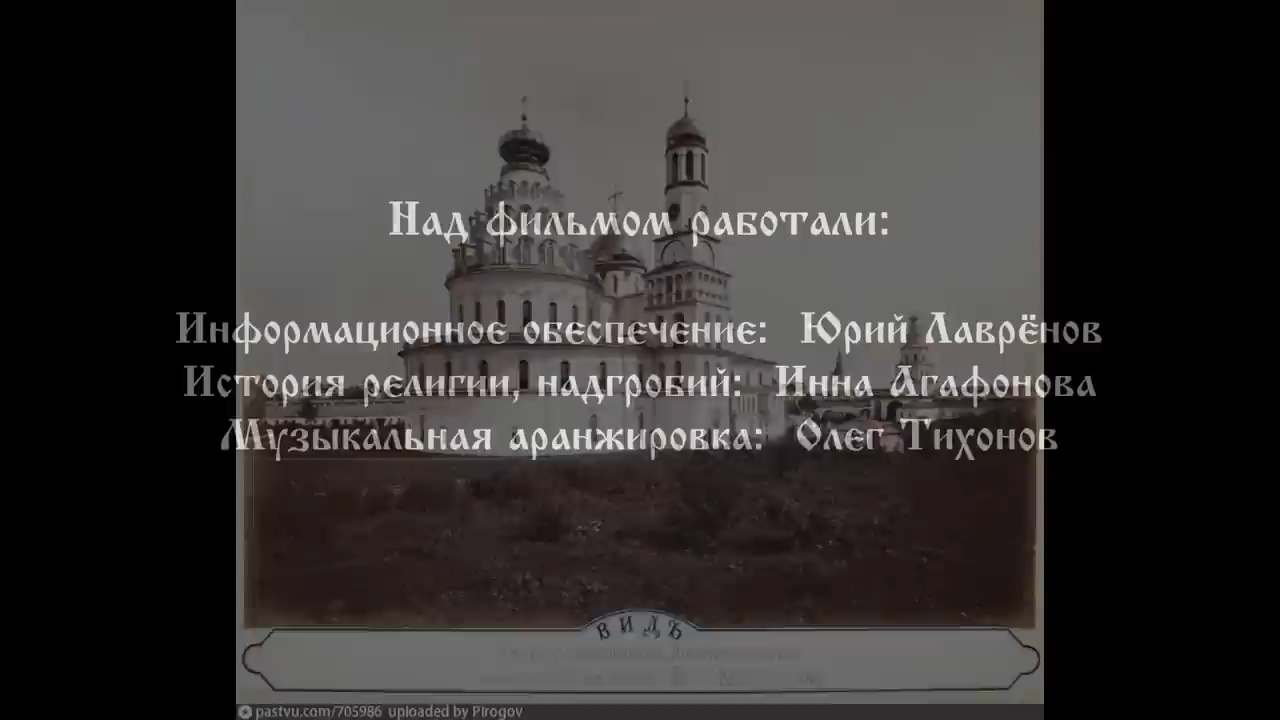 Над фильмом работали:
Информационное обеспечение: Юрий Лаврёнов
История религии, надгробий: Инна Агафонова
Музыкальная аранжировка: Олег Тихонов
ВИДЪ
pastvu.com/705986 uploaded by Pirogov